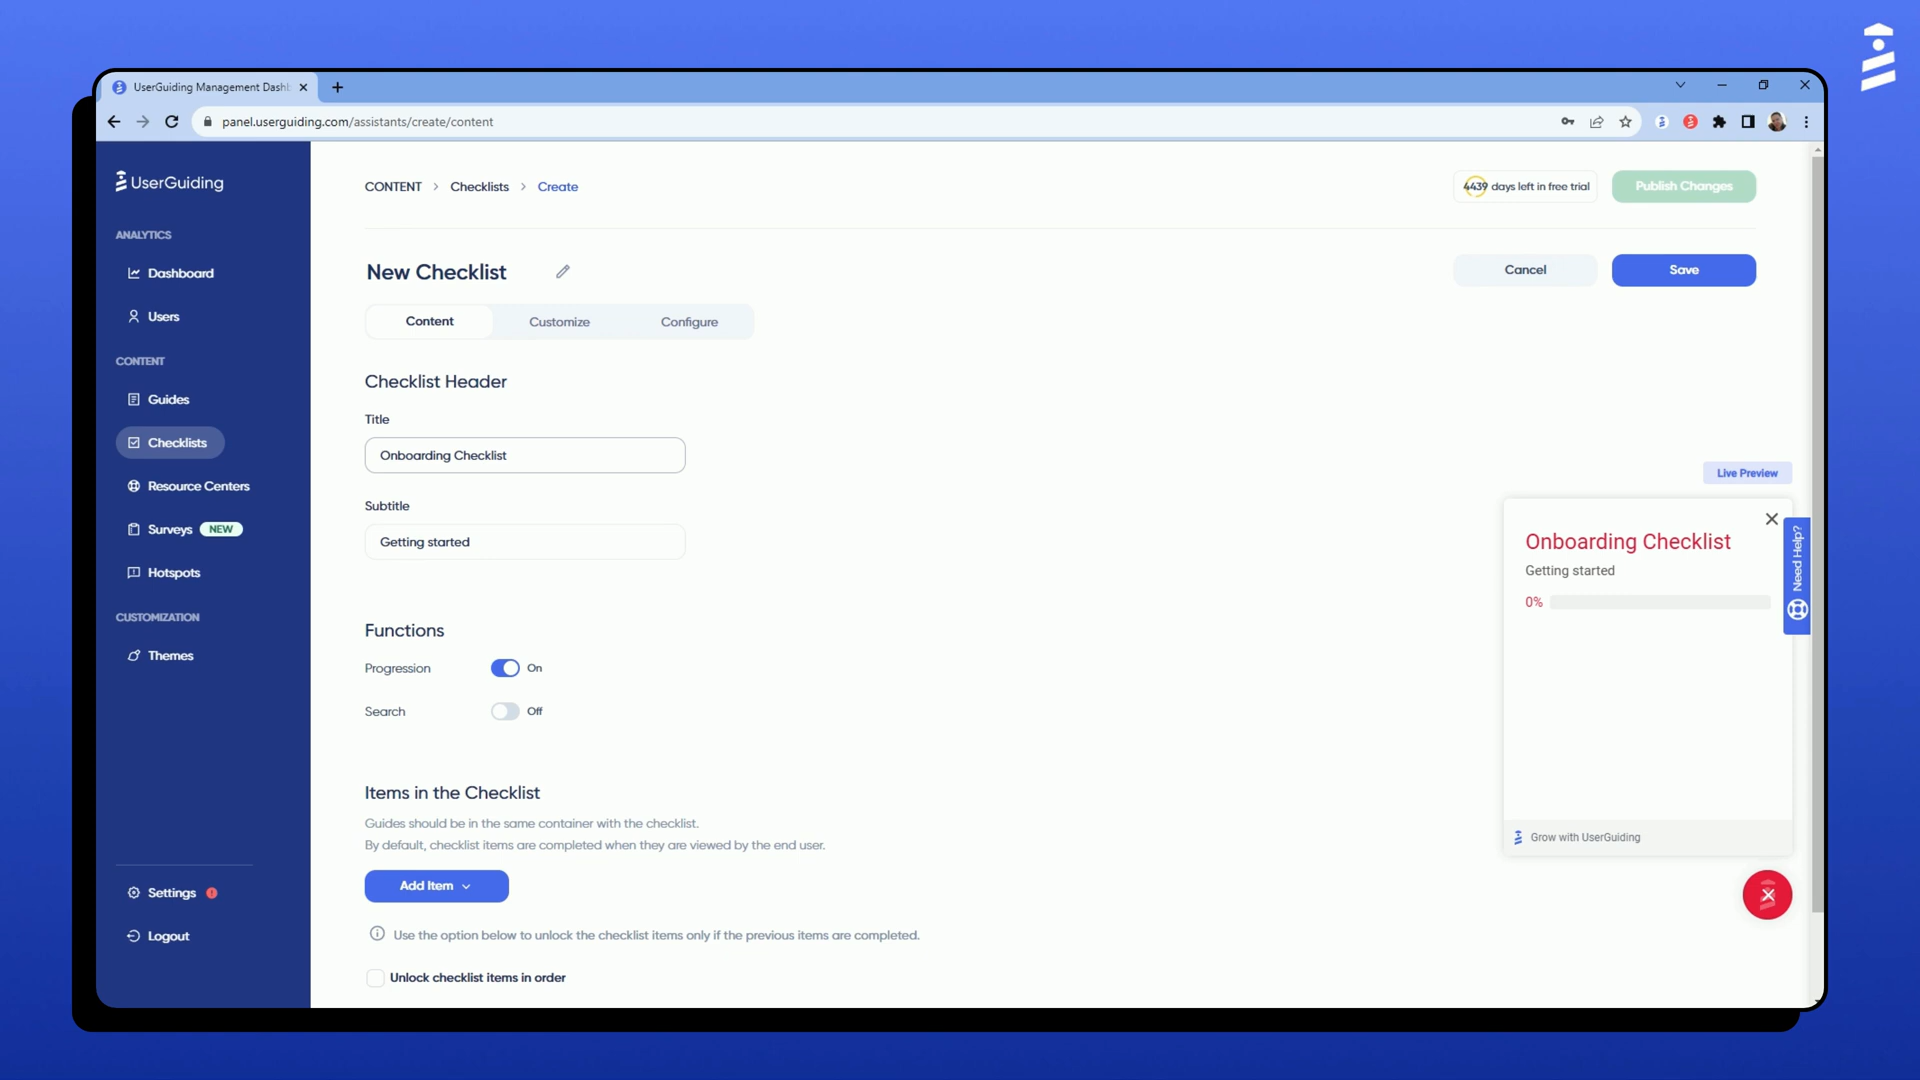 UserGuiding Management Dashb
panel.userguiding.com/assistants/create/content
UserGuiding
ANALYTICS
Dashboard
Users
CONTENT
Guides
Checklists
Resource Centers
Surveys NEW
Hotspots
CUSTOMIZATION
Themes
Settings !
Logout
CONTENT > Checklists > Create
4439 days left in free trial
Publish Changes
New Checklist
Cancel
Save
Content
Customize
Configure
Checklist Header
Title
Onboarding Checklist
Subtitle
Getting started
Functions
Progression On
Search Off
Items in the Checklist
Guides should be in the same container with the checklist.
By default, checklist items are completed when they are viewed by the end user.
Add Item
Use the option below to unlock the checklist items only if the previous items are completed.
Unlock checklist items in order
Live Preview
Onboarding Checklist
Getting started
0%
Need Help?
Grow with UserGuiding